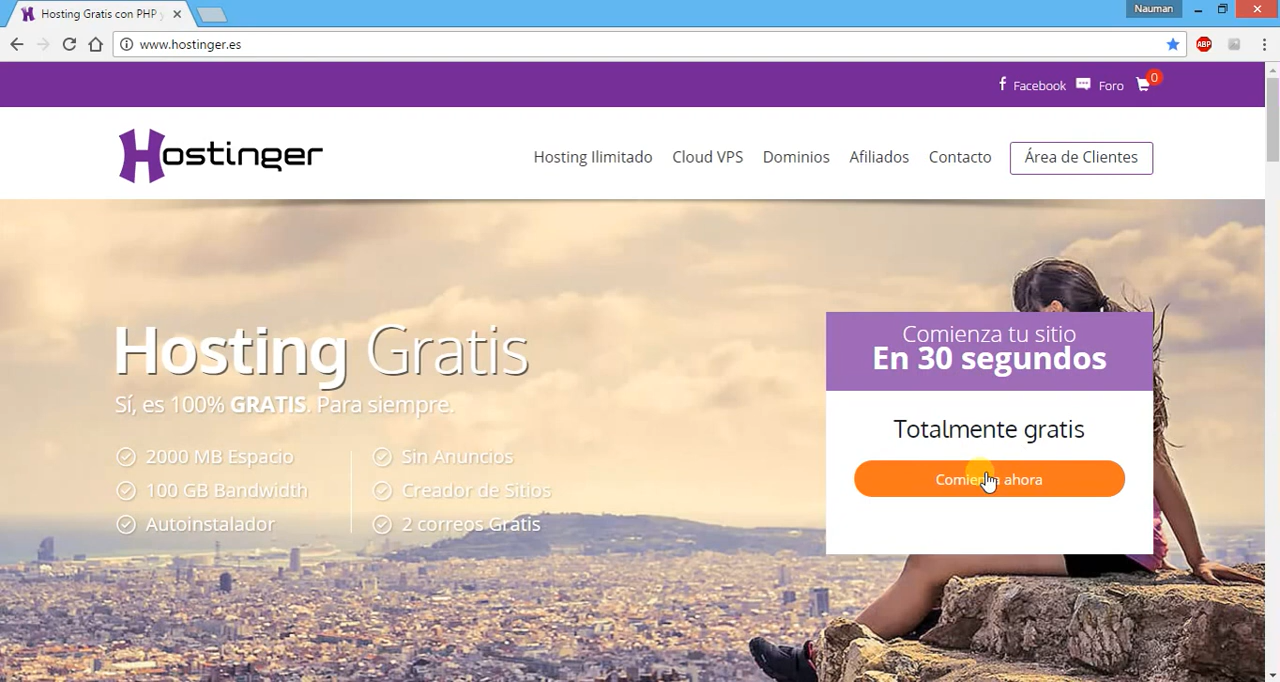 Hosting Gratis con PHP y
Nauman
www.hostinger.es
ABP
Facebook
Foro
0
Hostinger
Hosting Ilimitado
Cloud VPS
Dominios
Afiliados
Contacto
Área de Clientes
Hosting Gratis
Sí, es 100% GRATIS. Para siempre.
2000 MB Espacio
100 GB Bandwidth
Autoinstalador
Sin Anuncios
Creador de Sitios
2 correos Gratis
Comienza tu sitio
En 30 segundos
Totalmente gratis
Comienza ahora